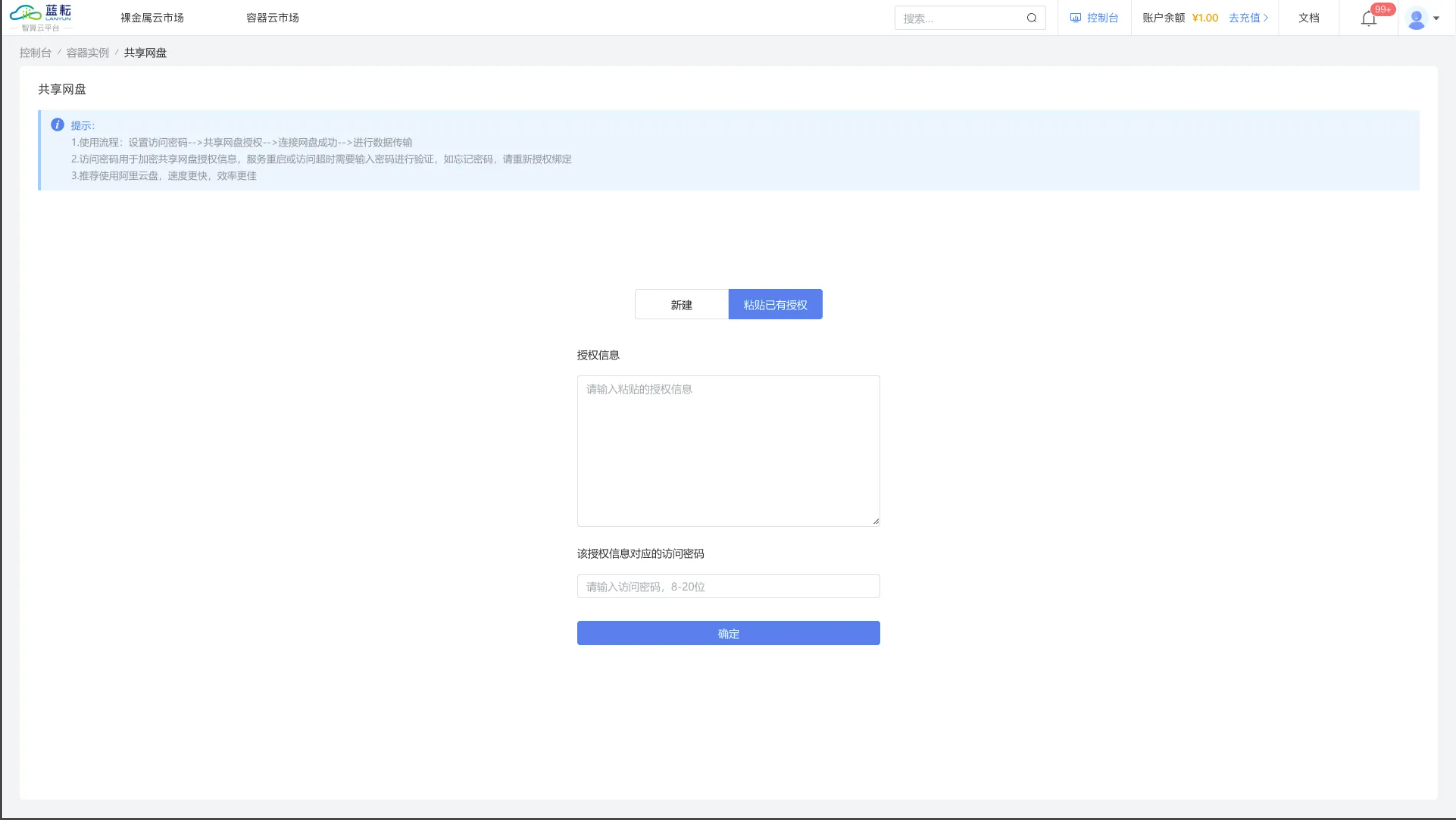 蓝耘
LANYUN
智算云平台
裸金属云市场
容器云市场
搜索...
控制台
账户余额 ¥1.00 去充值
文档
99+
控制台 / 容器实例 / 共享网盘
共享网盘
提示:
1.使用流程：设置访问密码-->共享网盘授权-->连接网盘成功-->进行数据传输
2.访问密码用于加密共享网盘授权信息，服务重启或访问超时需要输入密码进行验证，如忘记密码，请重新授权绑定
3.推荐使用阿里云盘，速度更快，效率更佳
新建
粘贴已有授权
授权信息
请输入粘贴的授权信息
该授权信息对应的访问密码
请输入访问密码，8-20位
确定